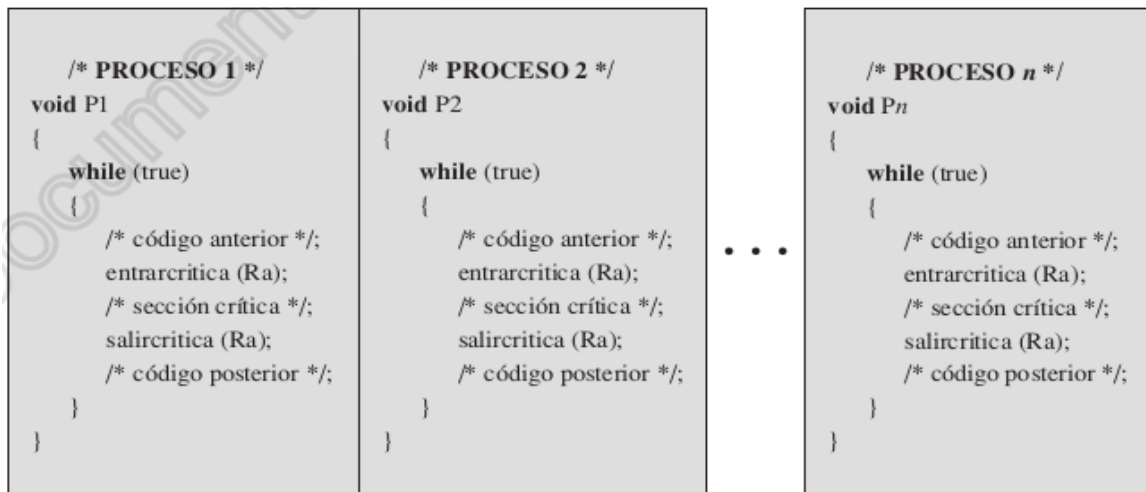 /* PROCESO 1 */
void P1
{
while (true)
{
/* código anterior */;
entrarcritica (Ra);
/* sección crítica */;
salircritica (Ra);
/* código posterior */;
}
}
/* PROCESO 2 */
void P2
{
while (true)
{
/* código anterior */;
entrarcritica (Ra);
/* sección crítica */;
salircritica (Ra);
/* código posterior */;
}
}
• • •
/* PROCESO n */
void Pn
{
while (true)
{
/* código anterior */;
entrarcritica (Ra);
/* sección crítica */;
salircritica (Ra);
/* código posterior */;
}
}